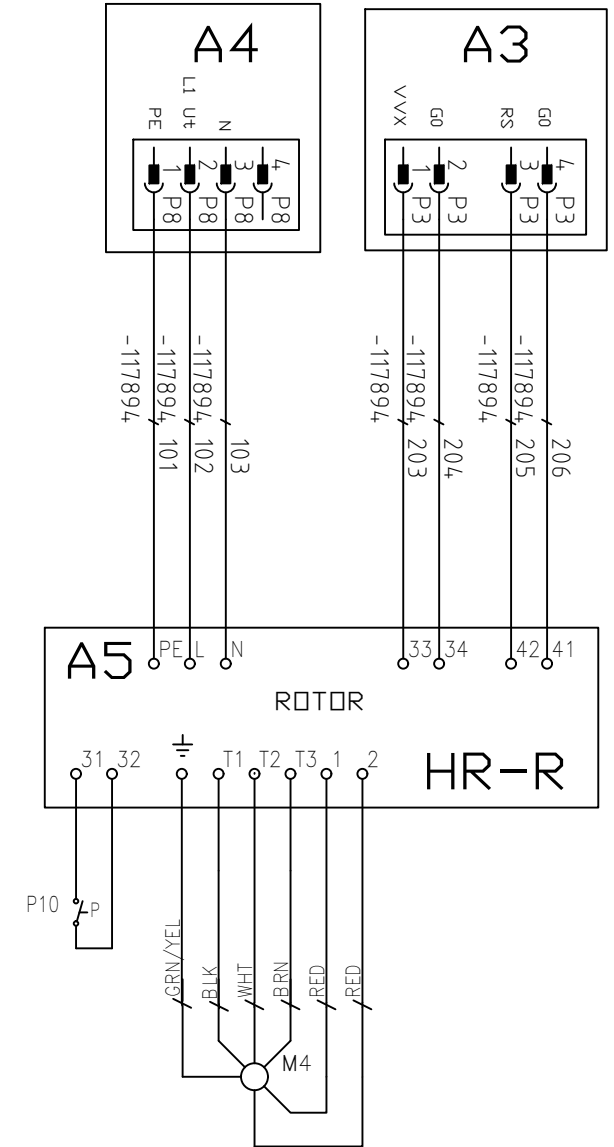 A4
A3
PE
L1
Ut
N
VVX
G0
RS
G0
1
2
3
4
P8
P8
P8
P8
1
2
3
4
P3
P3
P3
P3
-117894
-117894
-117894
-117894
-117894
-117894
-117894
101
102
103
203
204
205
206
A5
PE
L
N
33
34
42
41
ROTOR
31
32
T1
T2
T3
1
2
HR-R
P10
P
GRN/YEL
BLK
WHT
BRN
RED
RED
M4